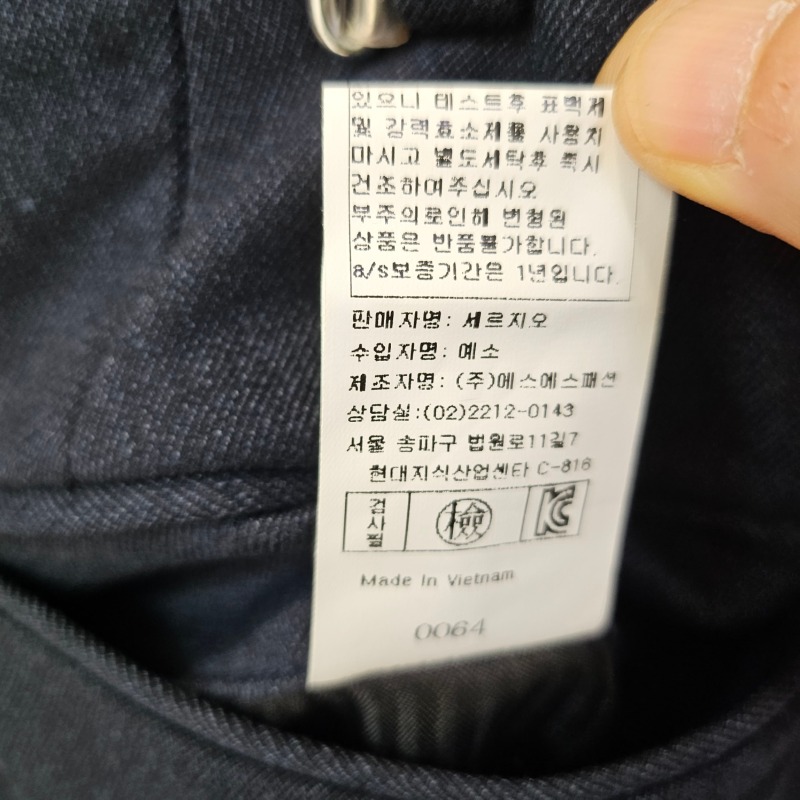 있으니 테스트후 표백제
및 강력효소제를 사용치
마시고 별도세탁후 즉시
건조하여주십시오
부주의로인해 변형된
상품은 반품불가합니다.
a/s보증기간은 1년입니다.
판매자명: 세르지오
수입자명: 예소
제조자명: (주)에스에스패션
상담실:(02)2212-0143
서울 송파구 법원로11길7
현대지식산업센타 C-816
검사필 檢 KC
Made In Vietnam
0064